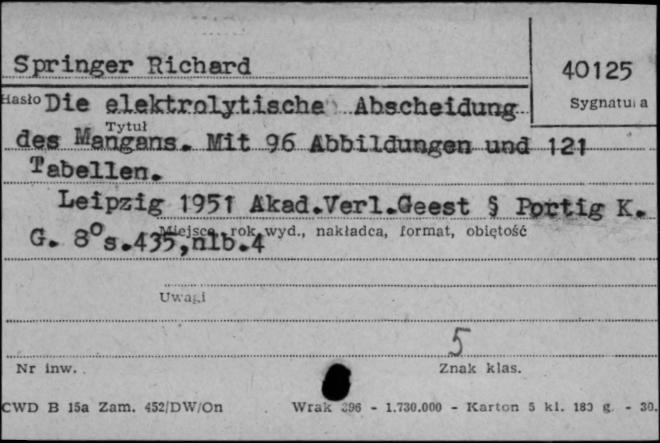 Springer Richard
40125
Hasło Die elektrolytische Abscheidung
Sygnatura
Tytuł
des Mangans. Mit 96 Abbildungen und 121
Tabellen.
Leipzig 1951 Akad.Verl.Geest § Portig K.
G. 8º s.435,nlb.4
Miejsce, rok wyd., nakładca, format, objętość
Uwagi
5
Nr inw.
Znak klas.
CWD B 15a Zam. 452/DW/On
Wrak 396 - 1.730.000 - Karton 5 kl. 180 g. - 30.